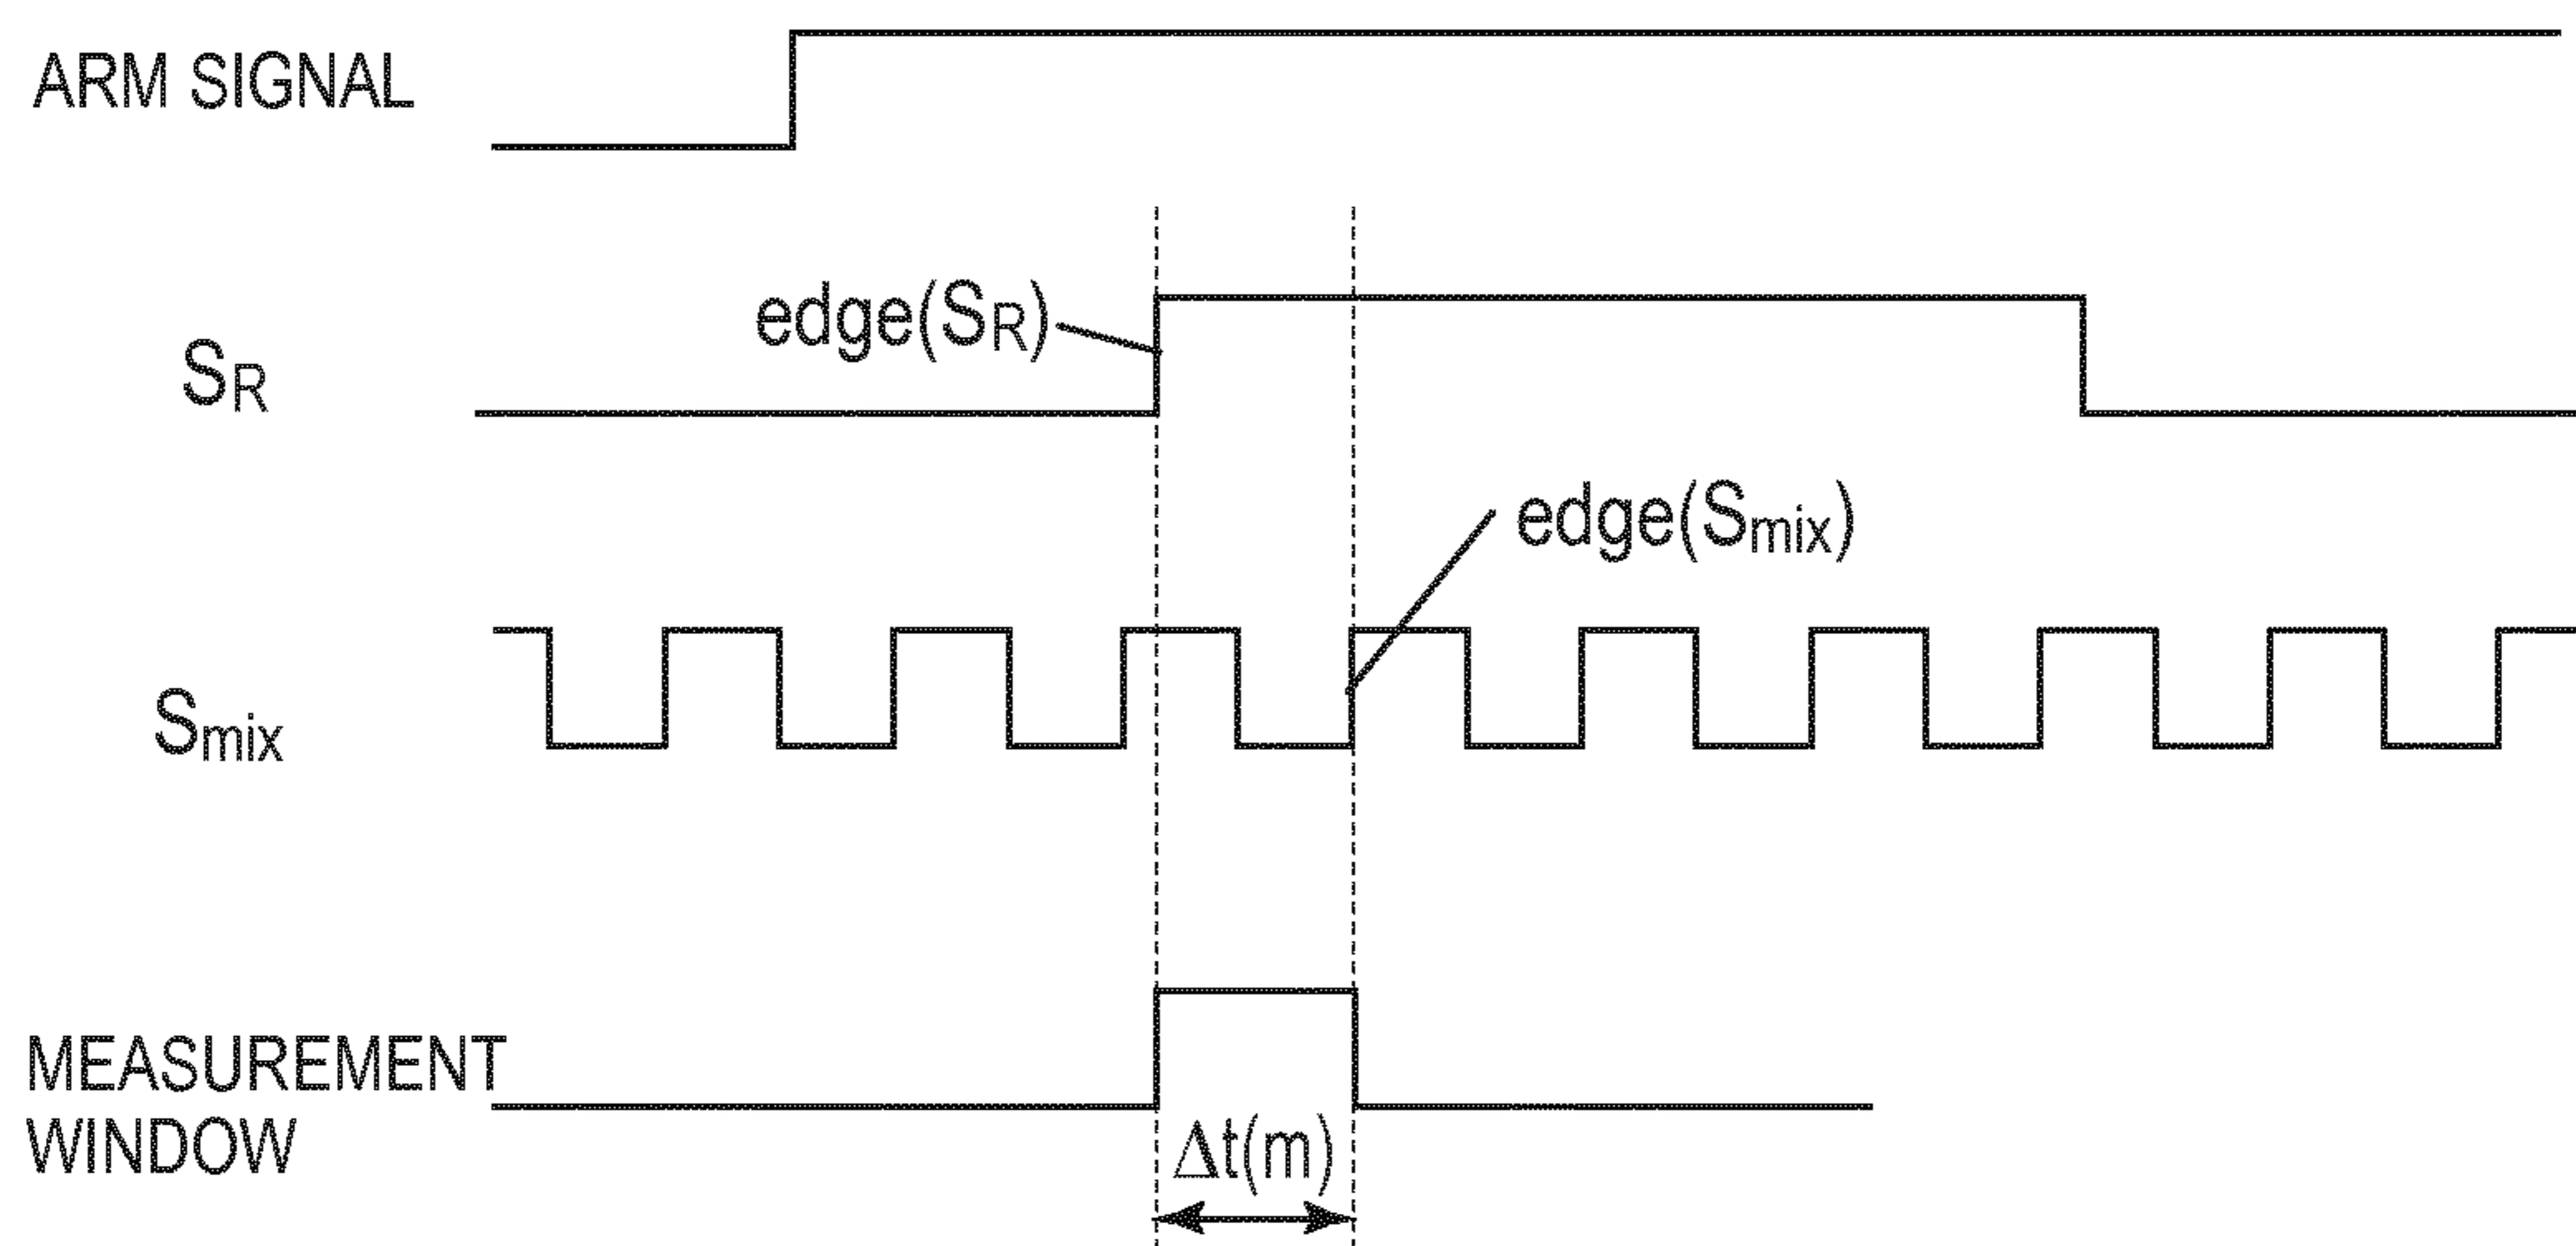 ARM SIGNAL
edge(SR)
SR
edge(Smix)
Smix
MEASUREMENT
WINDOW
Δt(m)